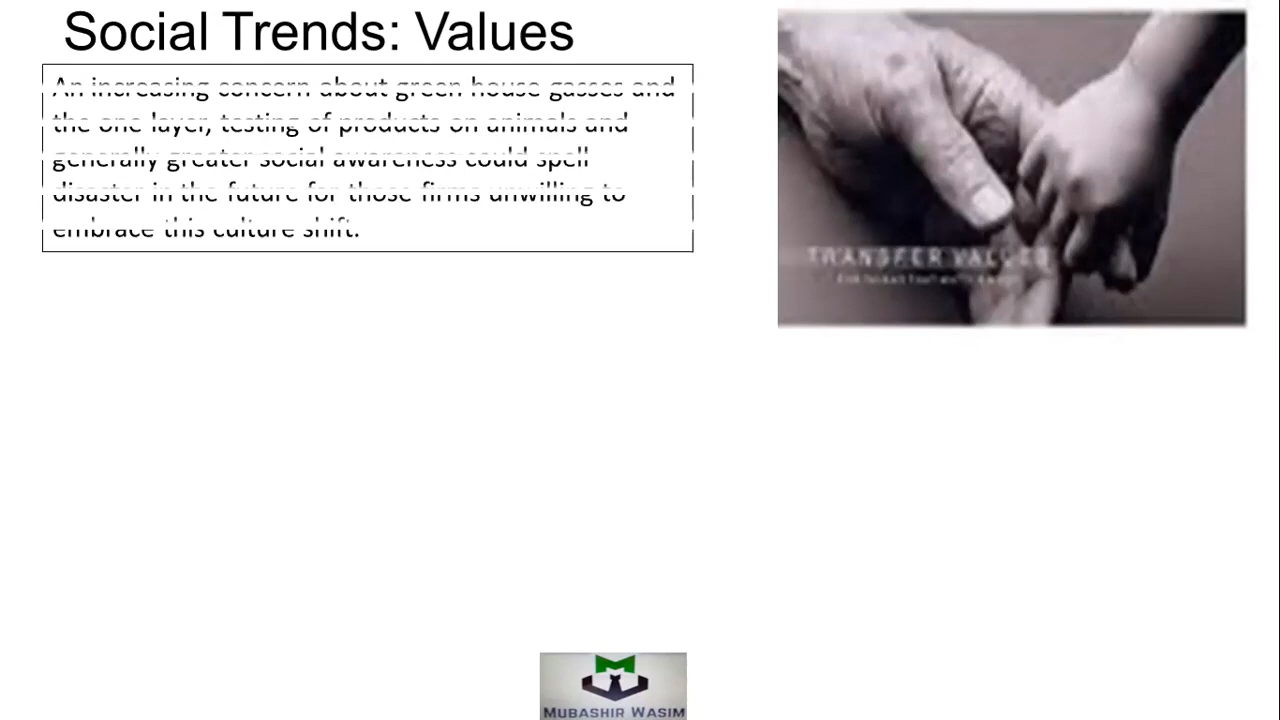 Social Trends: Values
An increasing concern about green house gasses and
the one layer, testing of products on animals and
generally greater social awareness could spell
disaster in the future for those firms unwilling to
embrace this culture shift.
TRANSFER VALUES
MUBASHIR WASIM